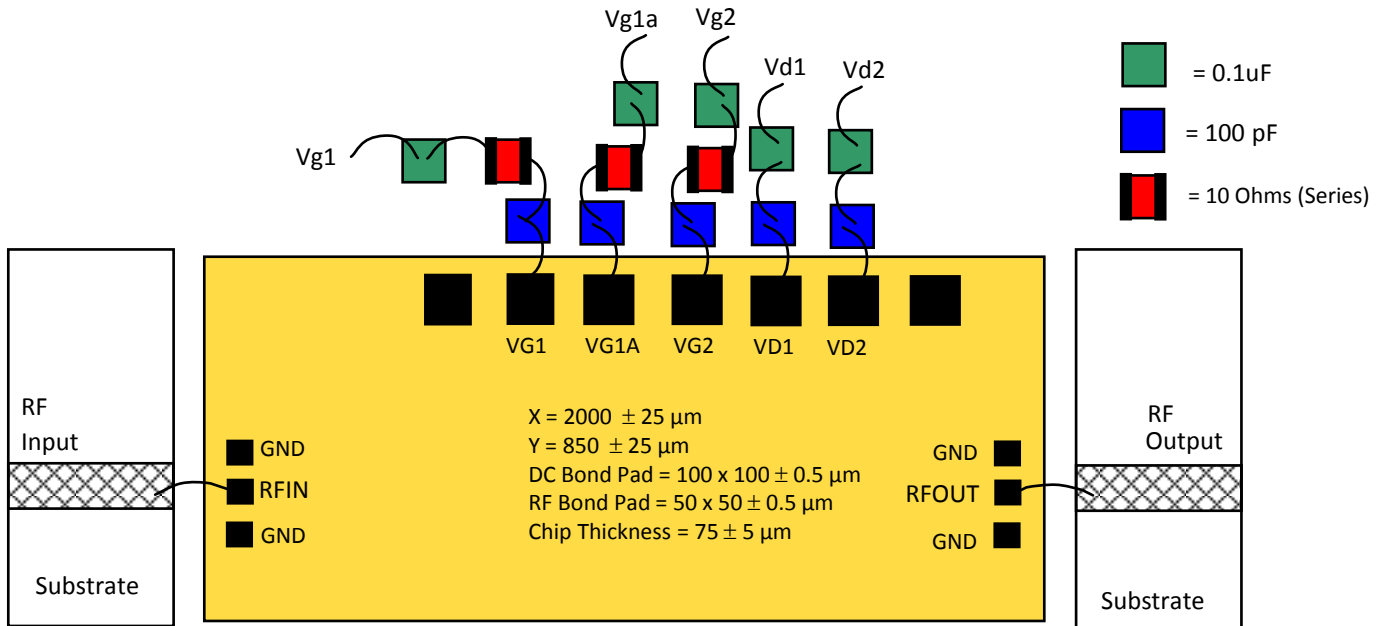 Vg1a
Vg2
Vd1
Vd2
Vg1
= 0.1uF
= 100 pF
= 10 Ohms (Series)
VG1
VG1A
VG2
VD1
VD2
RF
Input
Substrate
GND
RFIN
GND
X = 2000 ± 25 µm
Y = 850 ± 25 µm
DC Bond Pad = 100 x 100 ± 0.5 µm
RF Bond Pad = 50 x 50 ± 0.5 µm
Chip Thickness = 75 ± 5 µm
GND
RFOUT
GND
RF
Output
Substrate